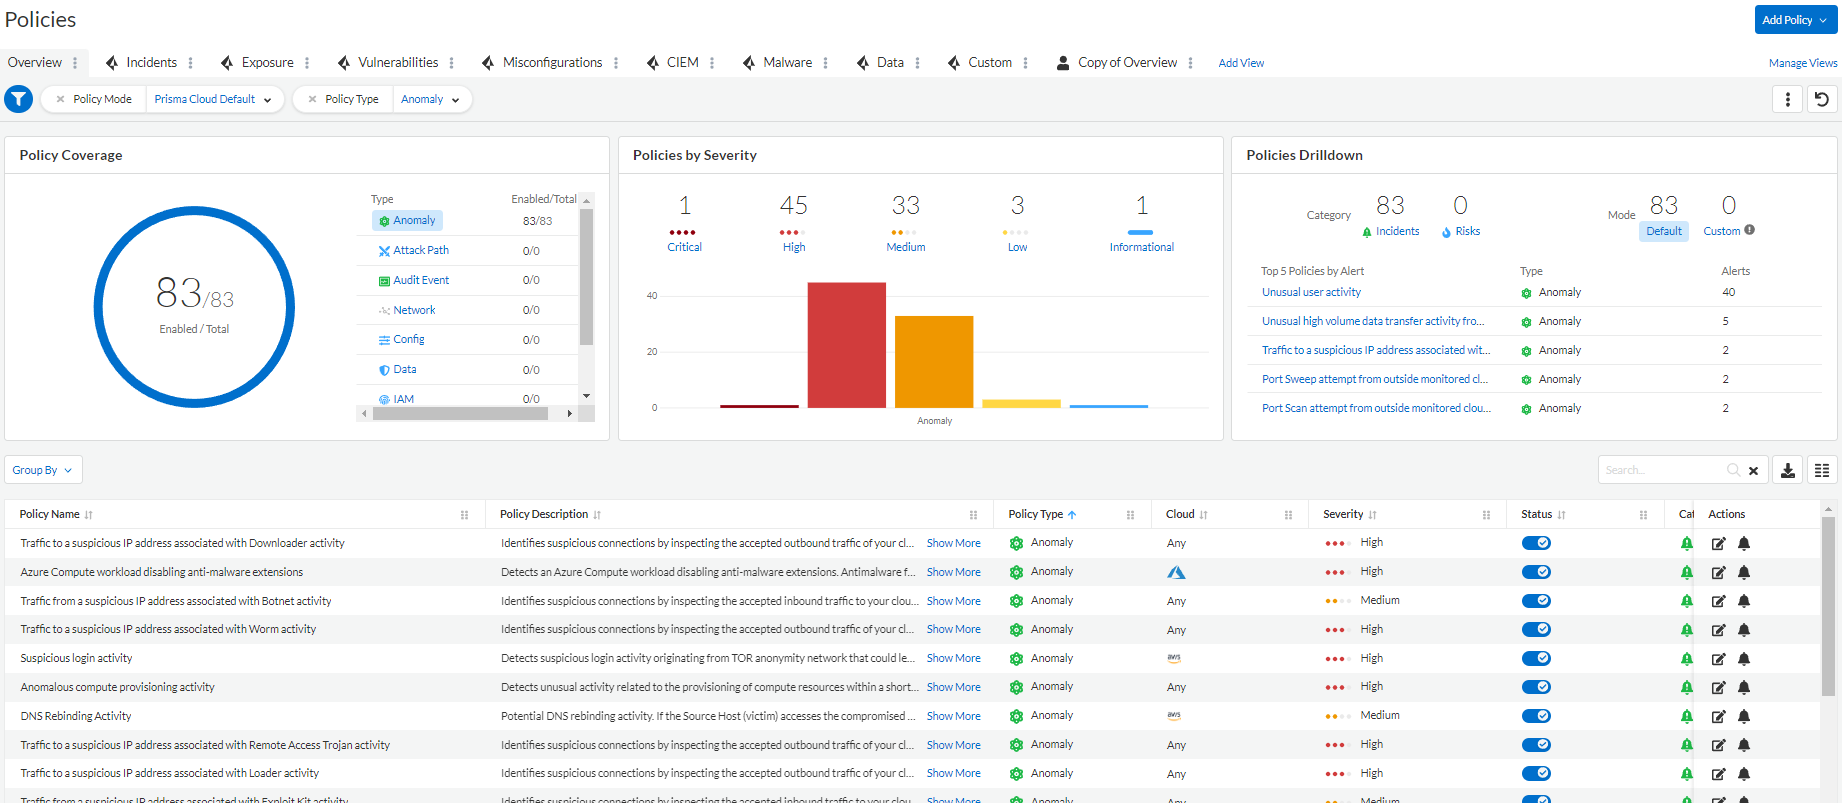 Policies
Add Policy
Overview Incidents Exposure Vulnerabilities Misconfigurations CIEM Malware Data Custom Copy of Overview Add View Manage Views
Policy Mode Prisma Cloud Default Policy Type Anomaly
Policy Coverage
83/83
Enabled / Total
Type Enabled/Total
Anomaly 83/83
Attack Path 0/0
Audit Event 0/0
Network 0/0
Config 0/0
Data 0/0
IAM 0/0
Policies by Severity
1 45 33 3 1
Critical High Medium Low Informational
40
20
0
Anomaly
Policies Drilldown
Category 83 Incidents 0 Risks Mode 83 Default 0 Custom
Top 5 Policies by Alert Type Alerts
Unusual user activity Anomaly 40
Unusual high volume data transfer activity fro... Anomaly 5
Traffic to a suspicious IP address associated wit... Anomaly 2
Port Sweep attempt from outside monitored cl... Anomaly 2
Port Scan attempt from outside monitored clou... Anomaly 2
Group By
Search...
Policy Name Policy Description Policy Type Cloud Severity Status Cat Actions
Traffic to a suspicious IP address associated with Downloader activity Identifies suspicious connections by inspecting the accepted outbound traffic of your cl... Show More Anomaly Any High
Azure Compute workload disabling anti-malware extensions Detects an Azure Compute workload disabling anti-malware extensions. Antimalware f... Show More Anomaly High
Traffic from a suspicious IP address associated with Botnet activity Identifies suspicious connections by inspecting the accepted inbound traffic to your clou... Show More Anomaly Any Medium
Traffic to a suspicious IP address associated with Worm activity Identifies suspicious connections by inspecting the accepted outbound traffic of your cl... Show More Anomaly Any High
Suspicious login activity Detects suspicious login activity originating from TOR anonymity network that could le... Show More Anomaly aws High
Anomalous compute provisioning activity Detects unusual activity related to the provisioning of compute resources within a short... Show More Anomaly Any High
DNS Rebinding Activity Potential DNS rebinding activity. If the Source Host (victim) accesses the compromised ... Show More Anomaly aws Medium
Traffic to a suspicious IP address associated with Remote Access Trojan activity Identifies suspicious connections by inspecting the accepted outbound traffic of your cl... Show More Anomaly Any High
Traffic to a suspicious IP address associated with Loader activity Identifies suspicious connections by inspecting the accepted outbound traffic of your cl... Show More Anomaly Any High
Traffic from a suspicious IP address associated with Exploit Kit activity Identifies suspicious connections by inspecting the accepted inbound traffic to your clou... Show More Anomaly Any Medium